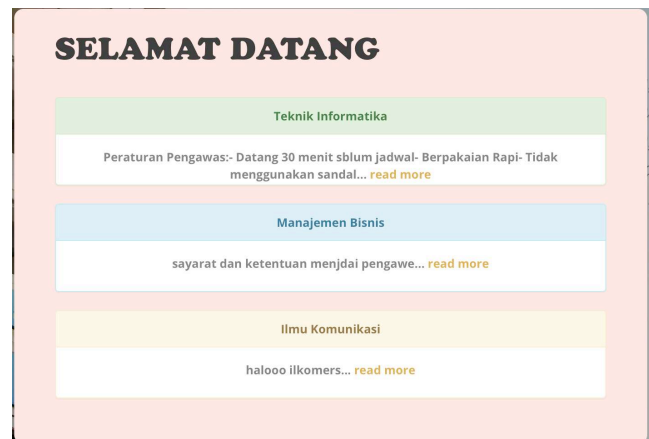 SELAMAT DATANG
Teknik Informatika
Peraturan Pengawas:- Datang 30 menit sblum jadwal- Berpakaian Rapi- Tidak
menggunakan sandal... read more
Manajemen Bisnis
sayarat dan ketentuan menjdai pengawe... read more
Ilmu Komunikasi
halooo ilkomers... read more